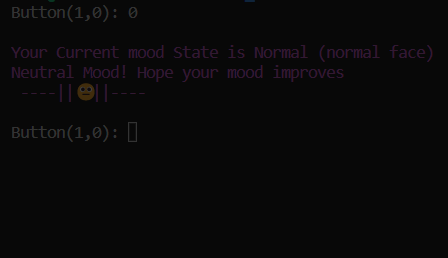 Button(1,0): 0
Your Current mood State is Normal (normal face)
Neutral Mood! Hope your mood improves
----||😐||----
Button(1,0):